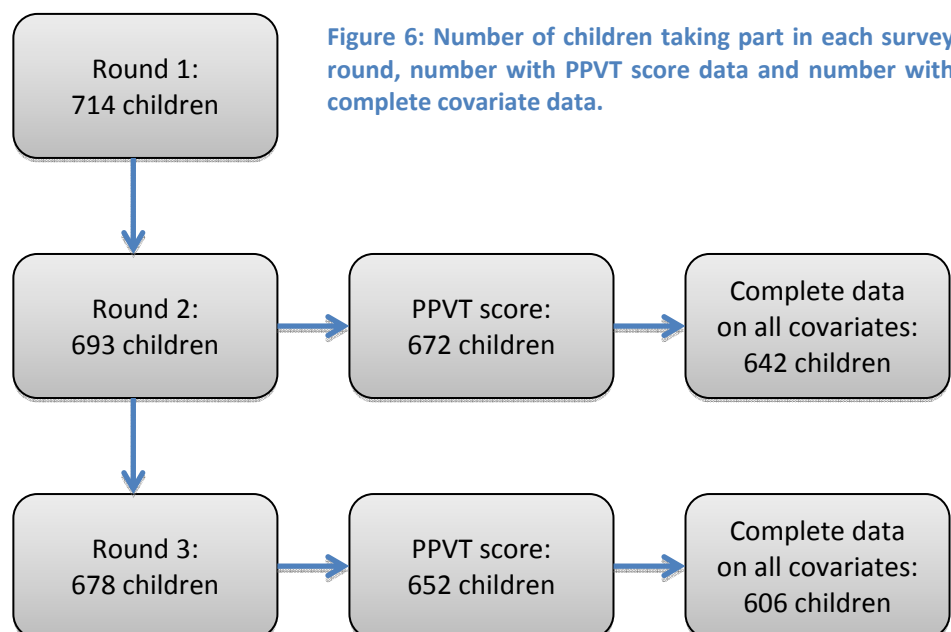 Figure 6: Number of children taking part in each survey
round, number with PPVT score data and number with
complete covariate data.
Round 1:
714 children
Round 2:
693 children
PPVT score:
672 children
Complete data
on all covariates:
642 children
Round 3:
678 children
PPVT score:
652 children
Complete data
on all covariates:
606 children